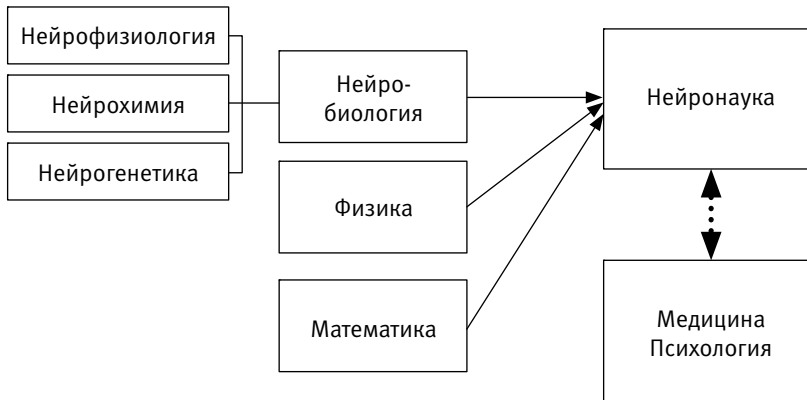 Нейрофизиология
Нейрохимия
Нейрогенетика
Нейро-
биология
Физика
Математика
Нейронаука
Медицина
Психология